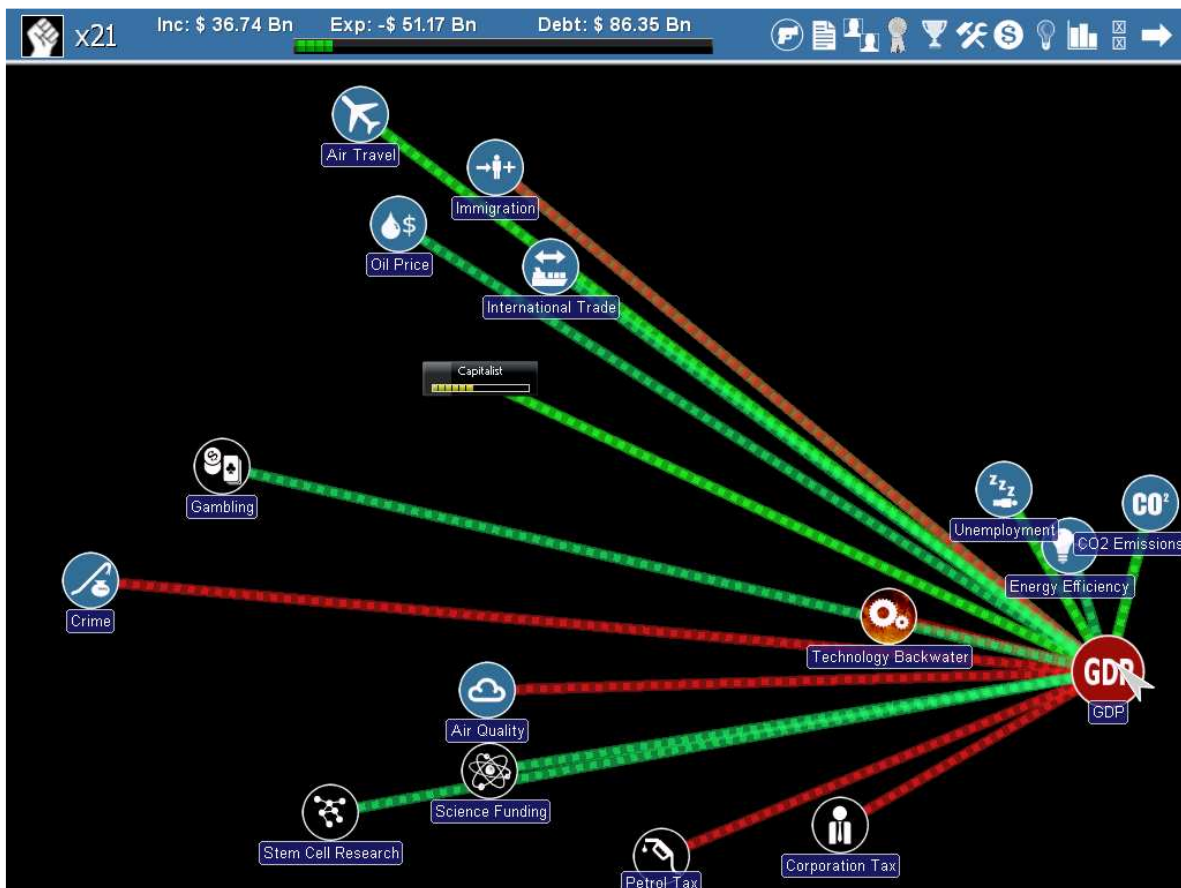 x21
Inc: $ 36.74 Bn Exp: -$ 51.17 Bn Debt: $ 86.35 Bn
Air Travel
Immigration
Oil Price
International Trade
Capitalist
Gambling
zzz
CO²
Unemployment
CO2 Emissions
Energy Efficiency
Crime
Technology Backwater
GDP
GDP
Air Quality
Science Funding
Stem Cell Research
Corporation Tax
Petrol Tax